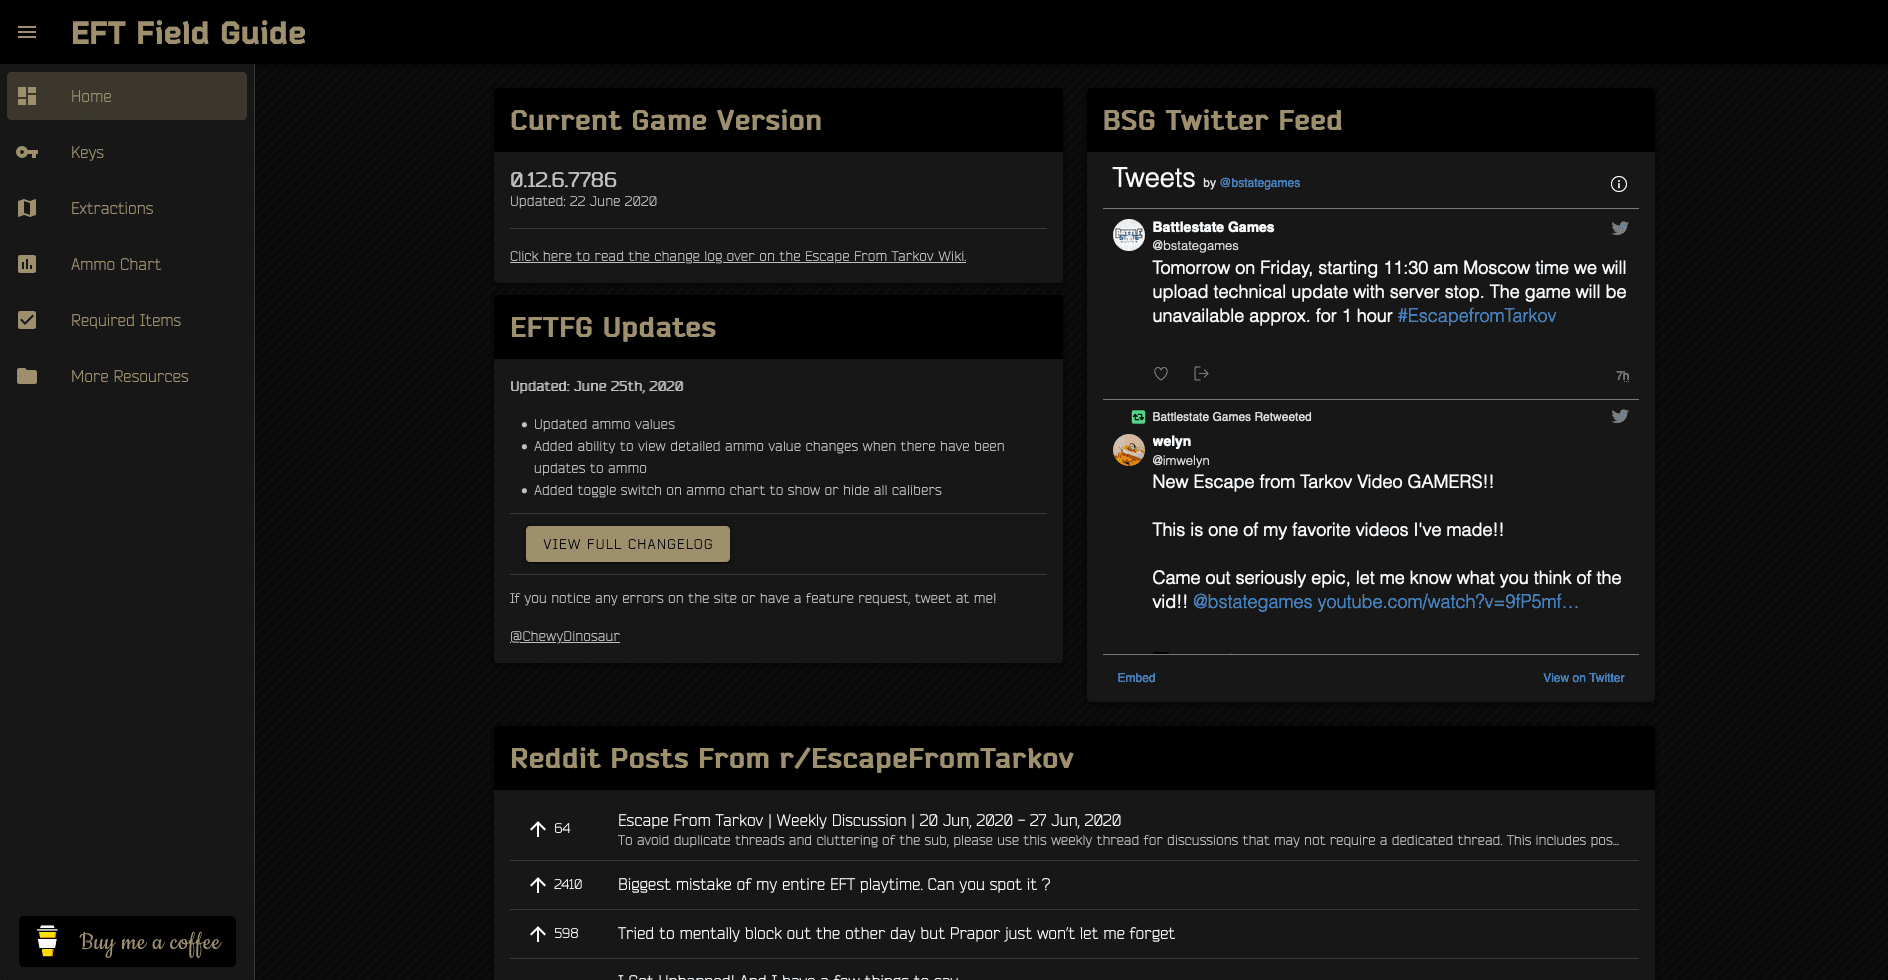 EFT Field Guide
Home
Keys
Extractions
Ammo Chart
Required Items
More Resources
Buy me a coffee
Current Game Version
0.12.6.7786
Updated: 22 June 2020
Click here to read the change log over on the Escape From Tarkov Wiki.
EFTFG Updates
Updated: June 25th, 2020
Updated ammo values
Added ability to view detailed ammo value changes when there have been
updates to ammo
Added toggle switch on ammo chart to show or hide all calibers
VIEW FULL CHANGELOG
If you notice any errors on the site or have a feature request, tweet at me!
@ChewyDinosaur
BSG Twitter Feed
Tweets by @bstategames
Battlestate Games
@bstategames
Tomorrow on Friday, starting 11:30 am Moscow time we will
upload technical update with server stop. The game will be
unavailable approx. for 1 hour #EscapefromTarkov
7h
Battlestate Games Retweeted
welyn
@imwelyn
New Escape from Tarkov Video GAMERS!!
This is one of my favorite videos I've made!!
Came out seriously epic, let me know what you think of the
vid!! @bstategames youtube.com/watch?v=9fP5mf…
Embed
View on Twitter
Reddit Posts From r/EscapeFromTarkov
64
Escape From Tarkov | Weekly Discussion | 20 Jun, 2020 - 27 Jun, 2020
To avoid duplicate threads and cluttering of the sub, please use this weekly thread for discussions that may not require a dedicated thread. This includes pos...
2410
Biggest mistake of my entire EFT playtime. Can you spot it ?
598
Tried to mentally block out the other day but Prapor just won't let me forget